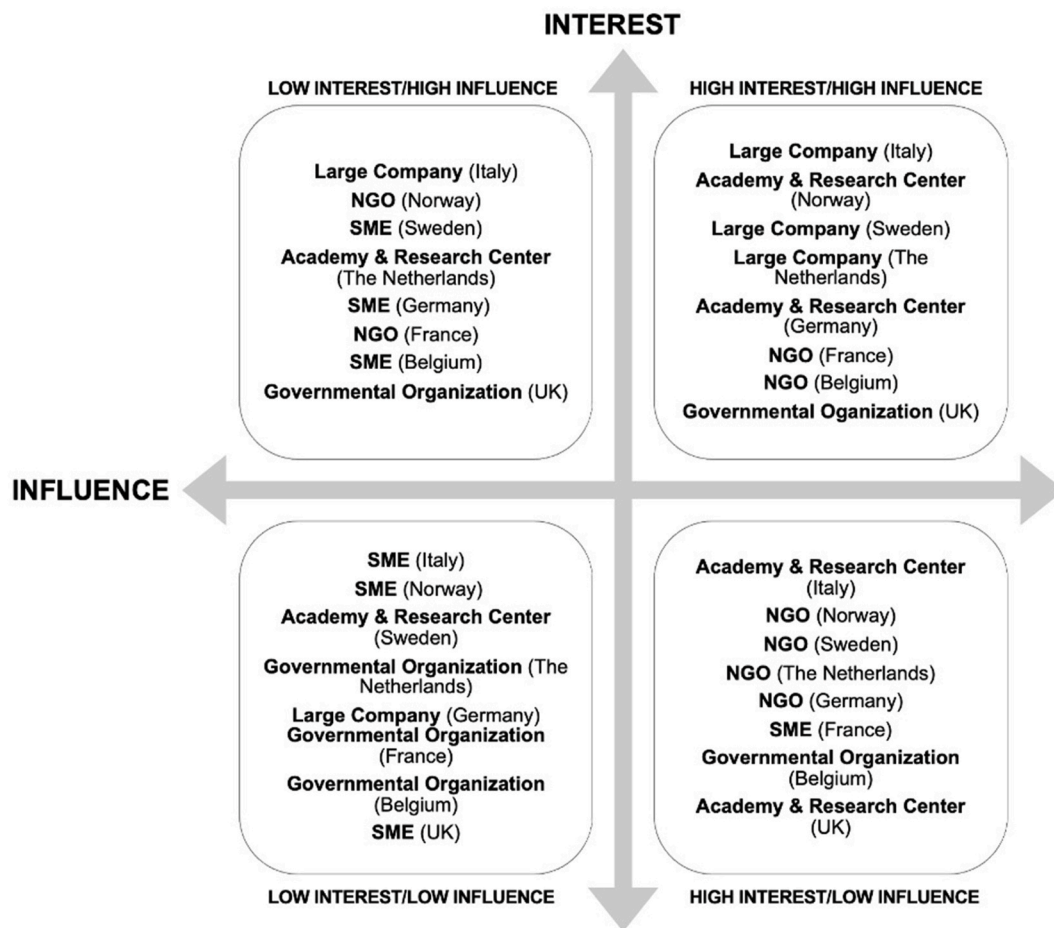 INTEREST
LOW INTEREST/HIGH INFLUENCE
Large Company (Italy)
NGO (Norway)
SME (Sweden)
Academy & Research Center
(The Netherlands)
SME (Germany)
NGO (France)
SME (Belgium)
Governmental Organization (UK)
HIGH INTEREST/HIGH INFLUENCE
Large Company (Italy)
Academy & Research Center
(Norway)
Large Company (Sweden)
Large Company (The
Netherlands)
Academy & Research Center
(Germany)
NGO (France)
NGO (Belgium)
Governmental Oganization (UK)
INFLUENCE
SME (Italy)
SME (Norway)
Academy & Research Center
(Sweden)
Governmental Organization (The
Netherlands)
Large Company (Germany)
Governmental Organization
(France)
Governmental Organization
(Belgium)
SME (UK)
LOW INTEREST/LOW INFLUENCE
Academy & Research Center
(Italy)
NGO (Norway)
NGO (Sweden)
NGO (The Netherlands)
NGO (Germany)
SME (France)
Governmental Organization
(Belgium)
Academy & Research Center
(UK)
HIGH INTEREST/LOW INFLUENCE